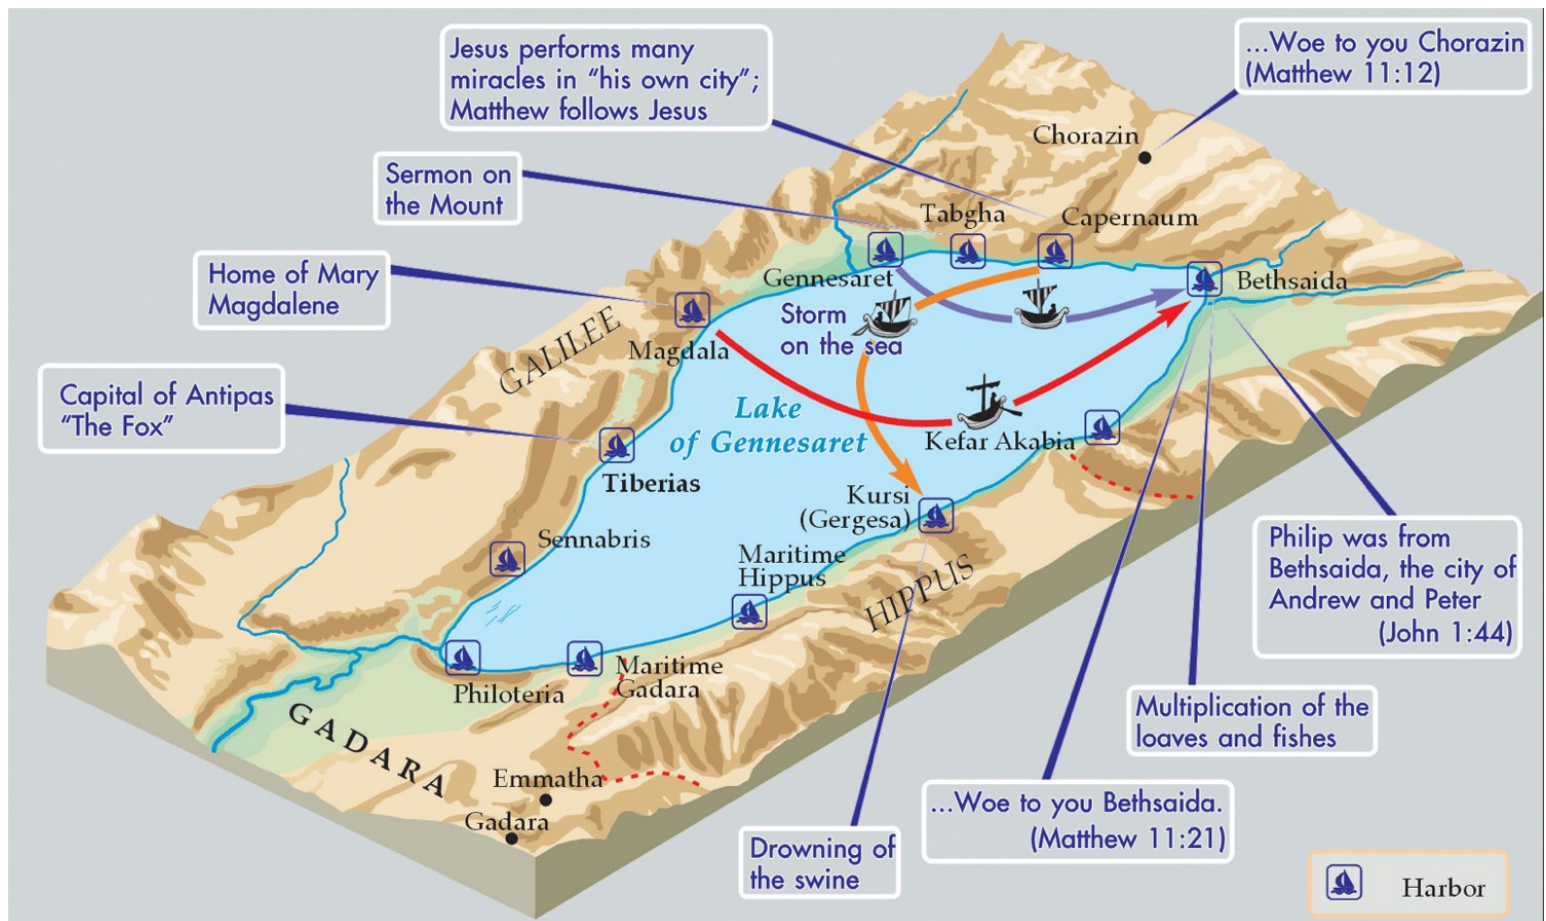 Jesus performs many
miracles in “his own city”;
Matthew follows Jesus
...Woe to you Chorazin
(Matthew 11:12)
Chorazin
Sermon on
the Mount
Tabgha
Capernaum
Home of Mary
Magdalene
Gennesaret
Bethsaida
Storm
on the sea
GALILEE
Magdala
Capital of Antipas
“The Fox”
Lake
of Gennesaret
Kefar Akabia
Tiberias
Kursi
(Gergesa)
Sennabris
Maritime
Hippus
HIPPUS
Philip was from
Bethsaida, the city of
Andrew and Peter
(John 1:44)
Maritime
Gadara
Philoteria
Multiplication of the
loaves and fishes
GADARA
Emmatha
Gadara
...Woe to you Bethsaida.
(Matthew 11:21)
Drowning of
the swine
Harbor